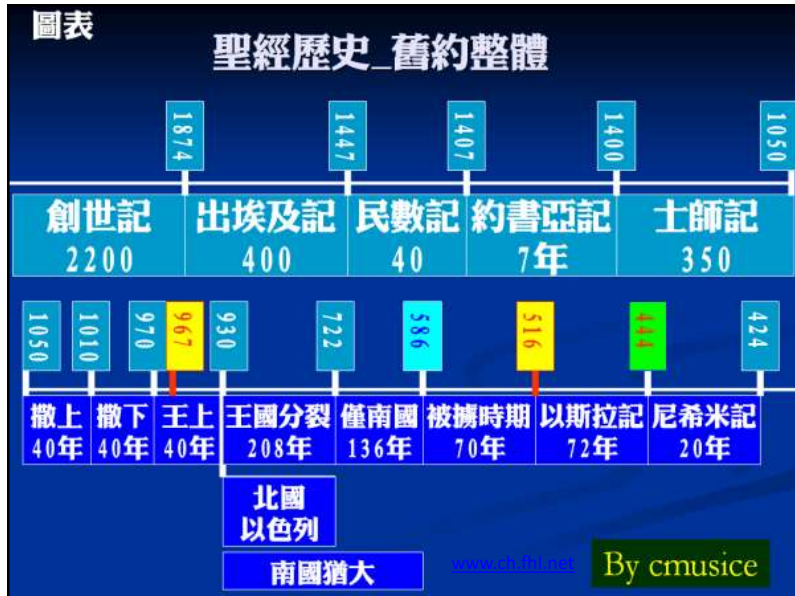 圖表
聖經歷史_舊約整體
1874
1447
1407
1400
1050
創世記
2200
出埃及記
400
民數記
40
約書亞記
7年
士師記
350
1050
1010
970
967
930
722
586
516
444
424
撒上
40年
撒下
40年
王上
40年
王國分裂
208年
僅南國
136年
被擄時期
70年
以斯拉記
72年
尼希米記
20年
北國
以色列
南國猶大
www.ch.fhl.net
By cmusice